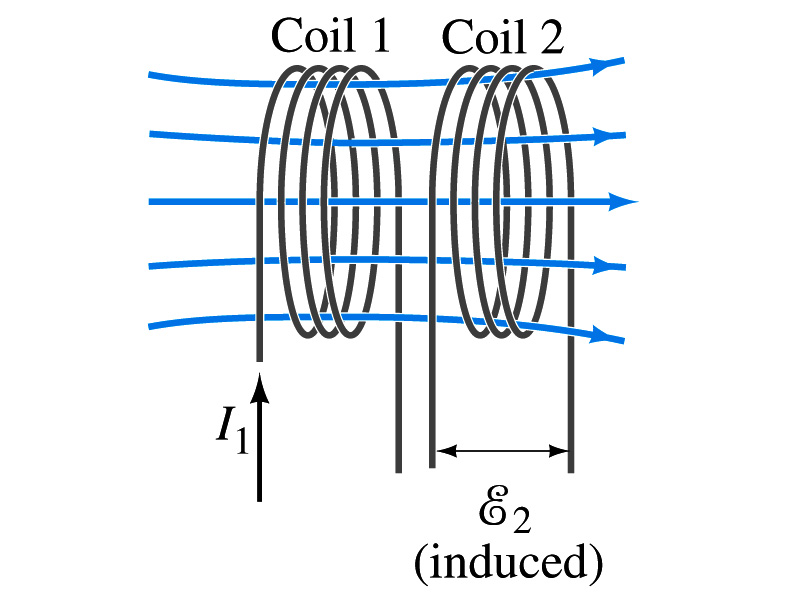 Coil 1
Coil 2
I₁
ℰ₂
(induced)